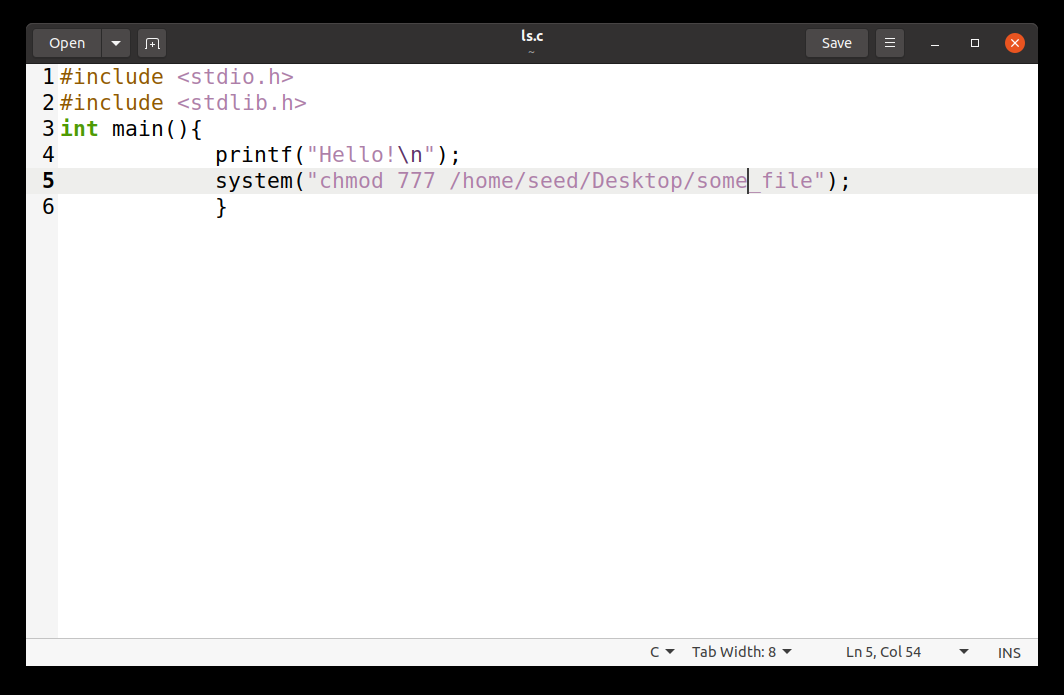 Open
ls.c
~
Save
1 #include <stdio.h>
2 #include <stdlib.h>
3 int main(){
4             printf("Hello!\n");
5             system("chmod 777 /home/seed/Desktop/some_file");
6             }
C Tab Width: 8 Ln 5, Col 54 INS